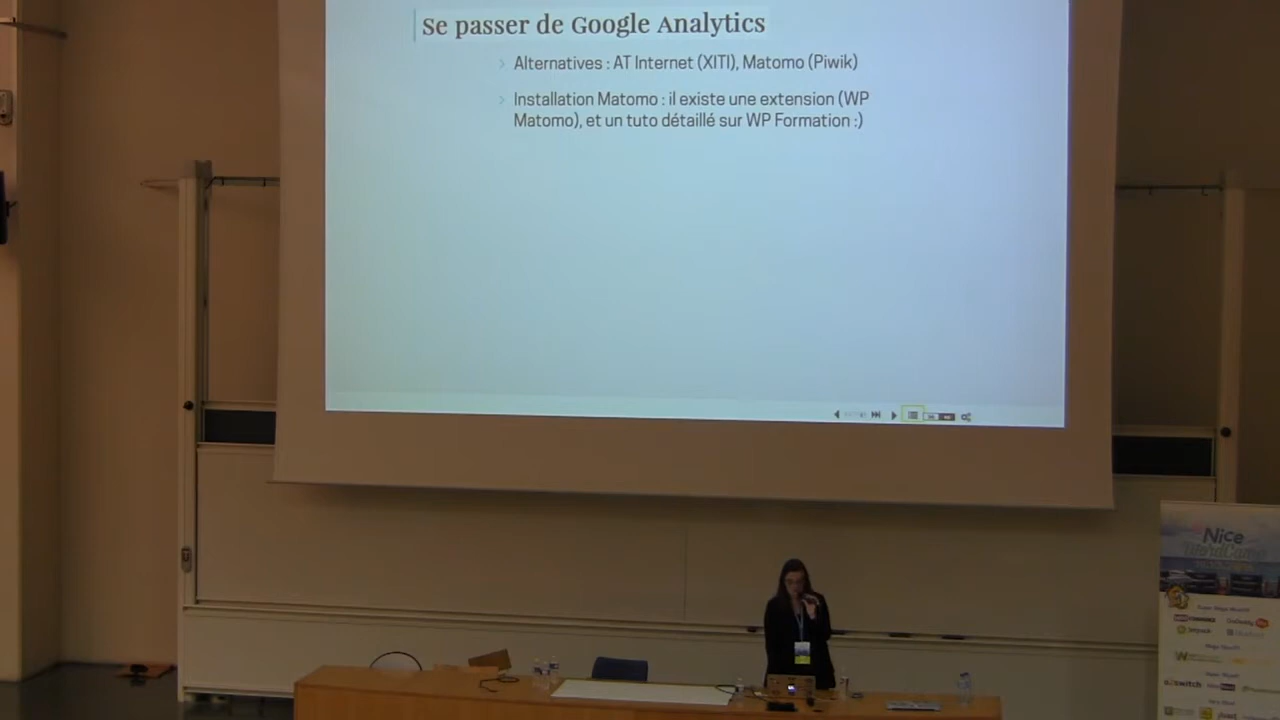 Se passer de Google Analytics
Alternatives : AT Internet (XITI), Matomo (Piwik)
Installation Matomo : il existe une extension (WP
Matomo), et un tuto détaillé sur WP Formation :)
Nice
WordCamp